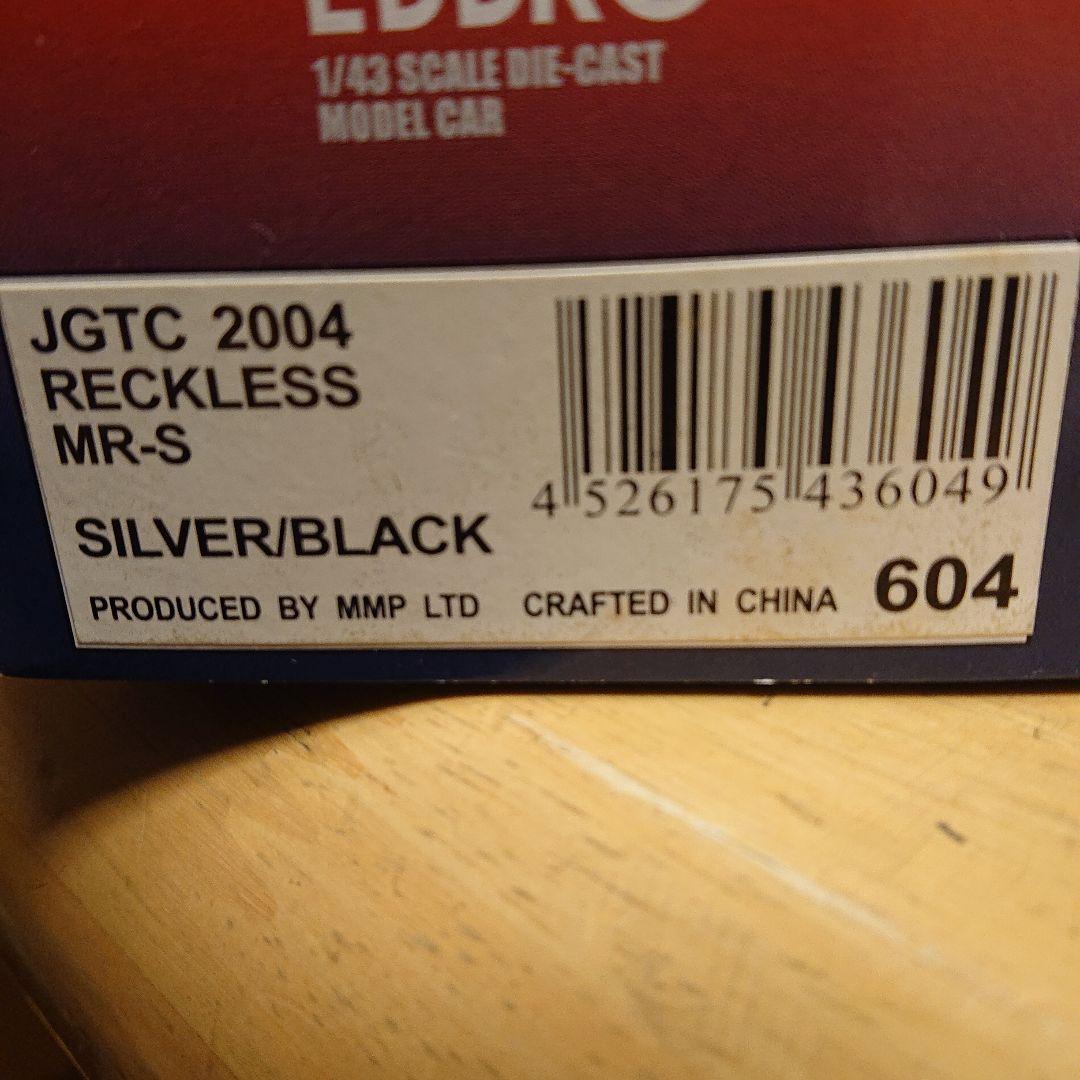 EBBRO
1/43 SCALE DIE-CAST
MODEL CAR
JGTC 2004
RECKLESS
MR-S
SILVER/BLACK
4 526175 436049
PRODUCED BY MMP LTD CRAFTED IN CHINA 604